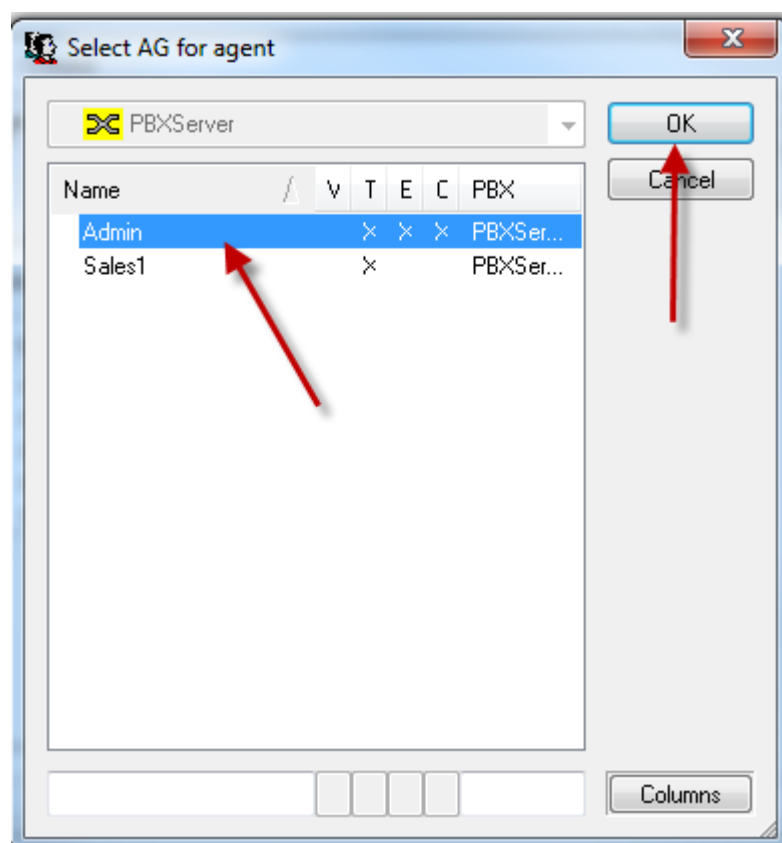 Select AG for agent
PBXServer
OK
Cancel
Name V T E C PBX
Admin X X X PBXSer...
Sales1 X PBXSer...
Columns